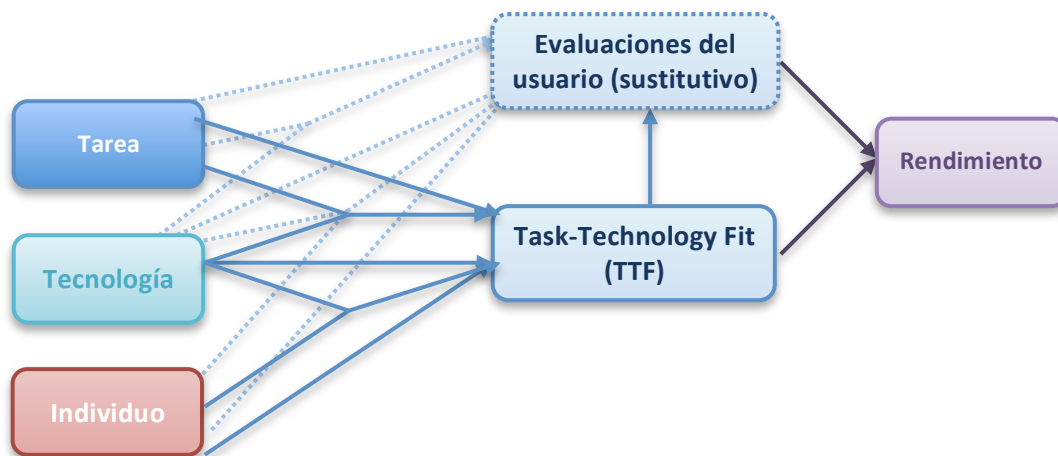 Evaluaciones del
usuario (sustitutivo)
Tarea
Rendimiento
Task-Technology Fit
(TTF)
Tecnología
Individuo